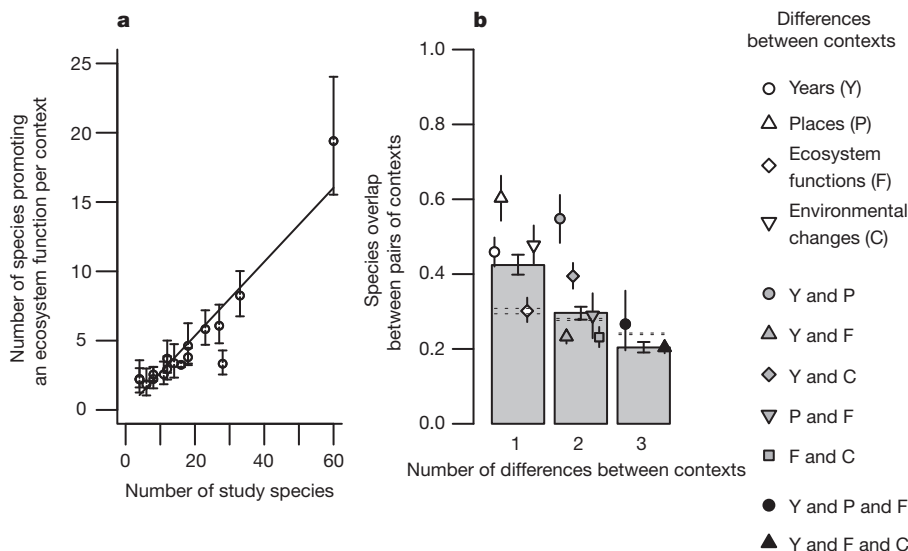 a
Number of species promoting
an ecosystem function per context
25
20
15
10
5
0
0
20
40
60
Number of study species
b
Species overlap
between pairs of contexts
1.0
0.8
0.6
0.4
0.2
0.0
1
2
3
Number of differences between contexts
Differences
between contexts
Years (Y)
Places (P)
Ecosystem
functions (F)
Environmental
changes (C)
Y and P
Y and F
Y and C
P and F
F and C
Y and P and F
Y and F and C